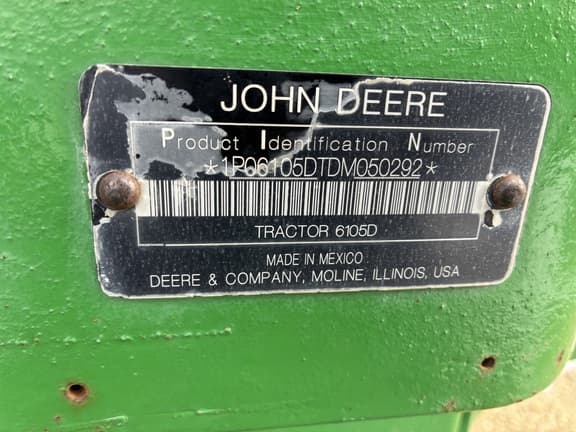 JOHN DEERE
Product Identification Number
*1P06105DTDM050292*
TRACTOR 6105D
MADE IN MEXICO
DEERE & COMPANY, MOLINE, ILLINOIS, USA